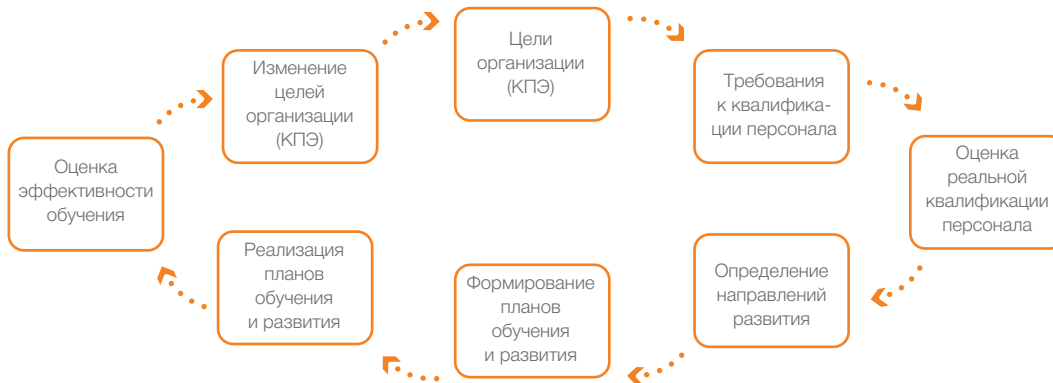 Цели
организации
(КПЭ)
Изменение
целей
организации
(КПЭ)
Требования
к квалифика-
ции персонала
Оценка
эффективности
обучения
Оценка
реальной
квалификации
персонала
Реализация
планов
обучения
и развития
Формирование
планов
обучения
и развития
Определение
направлений
развития